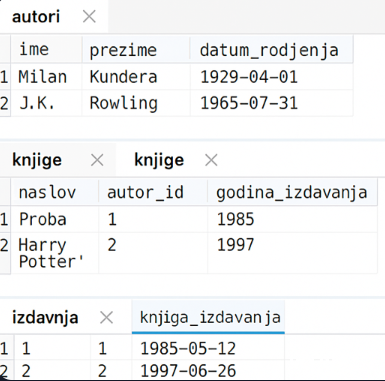 autori ×
ime prezime datum_rodjenja
1 Milan Kundera 1929-04-01
2 J.K. Rowling 1965-07-31
knjige × knjige ×
naslov autor_id godina_izdavanja
1 Proba 1 1985
2 Harry 2 1997
Potter'
izdavnja × knjiga_izdavanja
1 1 1 1985-05-12
2 2 2 1997-06-26